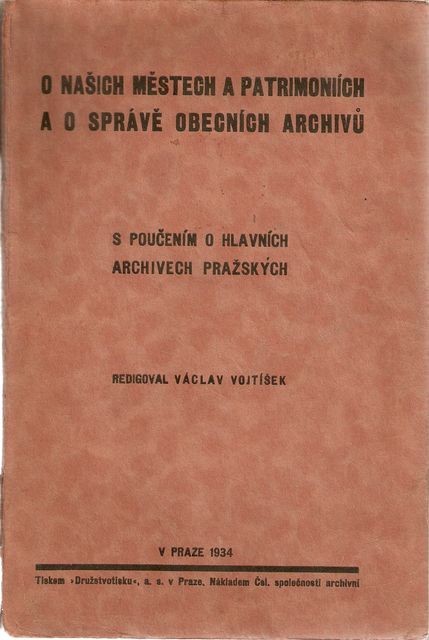 O NAŠICH MĚSTECH A PATRIMONIÍCH
A O SPRÁVĚ OBECNÍCH ARCHIVŮ
S POUČENÍM O HLAVNÍCH
ARCHIVECH PRAŽSKÝCH
REDIGOVAL VÁCLAV VOJTÍŠEK
V PRAZE 1934
Tiskem ›Družstvotisku‹, a. s. v Praze. Nákladem Čsl. společnosti archivní